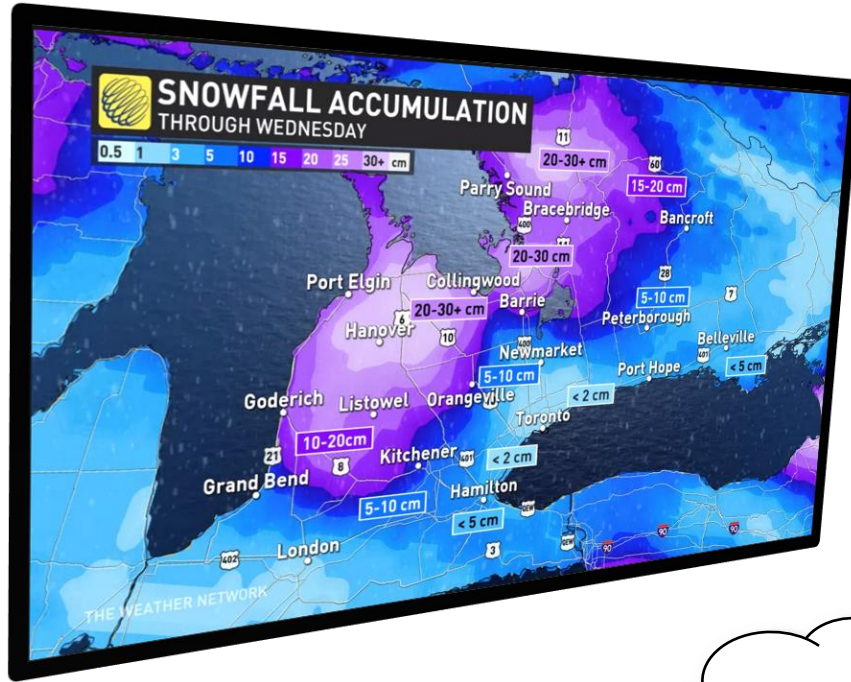 SNOWFALL ACCUMULATION
THROUGH WEDNESDAY
0.5 1 3 5 10 15 20 25 30+ cm
11
20-30+ cm
60
Parry Sound
15-20 cm
Bracebridge
400
11
Bancroft
20-30 cm
28
Port Elgin
Collingwood
5-10 cm
7
20-30+ cm
Barrie
6
Peterborough
Hanover
10
400
Belleville
Newmarket
401
5-10 cm
Port Hope
< 5 cm
Goderich
Listowel
Orangeville
< 2 cm
Toronto
10-20cm
21
8
Kitchener
401
< 2 cm
Grand Bend
Hamilton
5-10 cm
QEW
< 5 cm
90
90
90
402
London
3
QEW
THE WEATHER NETWORK